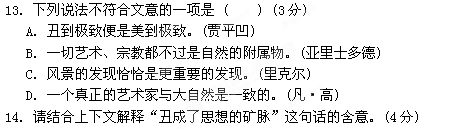 13. 下列说法不符合文意的一项是(   )(3分)
A. 丑到极致便是美到极致。(贾平凹)
B. 一切艺术、宗教都不过是自然的附属物。(亚里士多德)
C. 风景的发现恰恰是更重要的发现。(里克尔)
D. 一个真正的艺术家与大自然是一致的。(凡·高)
14. 请结合上下文解释“丑成了思想的矿脉”这句话的含意。(4分)